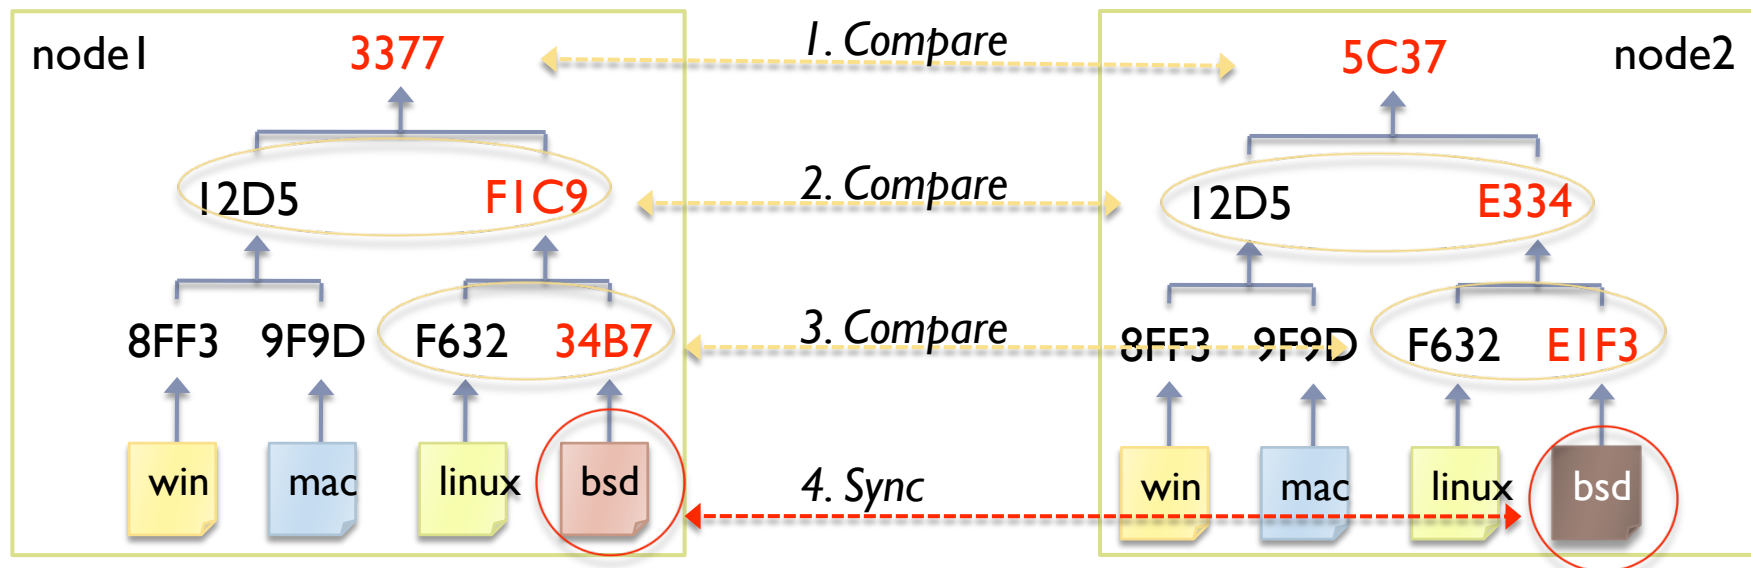 node1 3377 1. Compare 5C37 node2
12D5 F1C9 2. Compare 12D5 E334
8FF3 9F9D F632 34B7 3. Compare 8FF3 9F9D F632 E1F3
win mac linux bsd 4. Sync win mac linux bsd